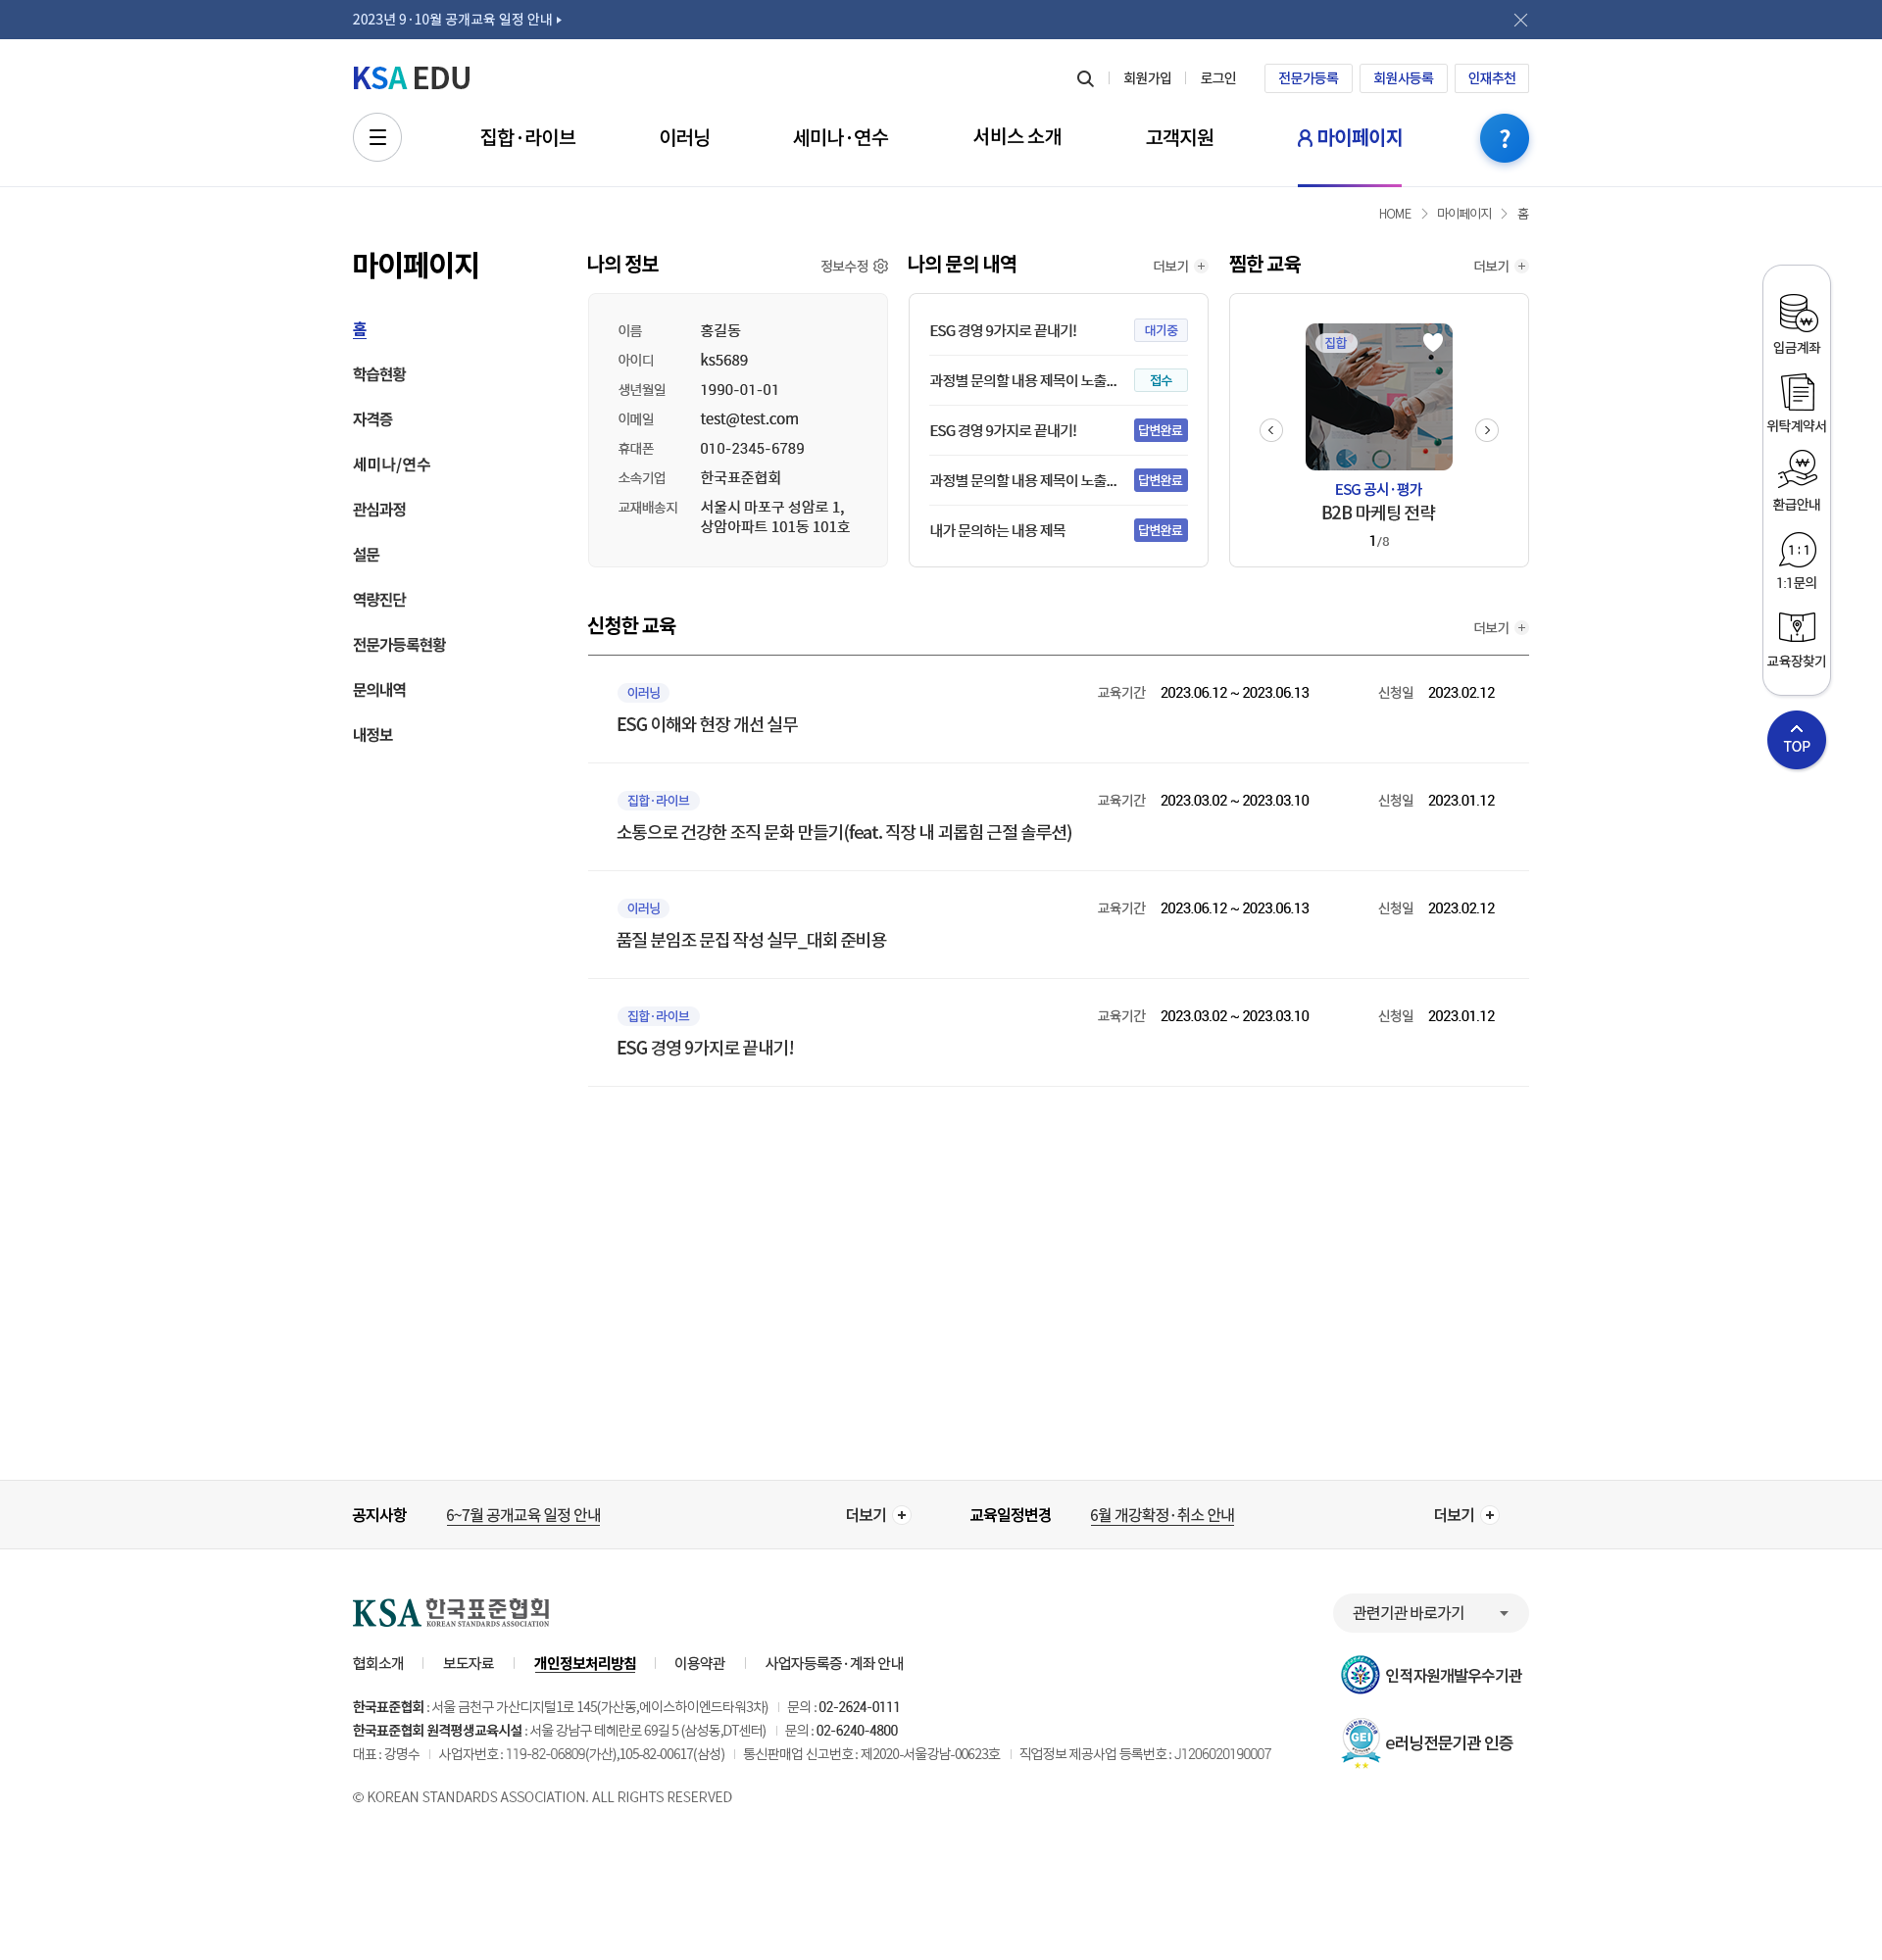 2023년 9·10월 공개교육 일정 안내
KSA EDU
회원가입
로그인
전문가등록
회원사등록
인재추천
집합·라이브
이러닝
세미나·연수
서비스 소개
고객지원
마이페이지
?
HOME > 마이페이지 > 홈
마이페이지
홈
학습현황
자격증
세미나/연수
관심과정
설문
역량진단
전문가등록현황
문의내역
내정보
나의 정보
정보수정
이름 홍길동
아이디 ks5689
생년월일 1990-01-01
이메일 test@test.com
휴대폰 010-2345-6789
소속기업 한국표준협회
교재배송지 서울시 마포구 성암로 1,
상암아파트 101동 101호
나의 문의 내역
더보기 +
ESG 경영 9가지로 끝내기! 대기중
과정별 문의할 내용 제목이 노출... 접수
ESG 경영 9가지로 끝내기! 답변완료
과정별 문의할 내용 제목이 노출... 답변완료
내가 문의하는 내용 제목 답변완료
찜한 교육
더보기 +
집합
ESG 공시·평가
B2B 마케팅 전략
1/8
신청한 교육
더보기 +
이러닝
교육기간 2023.06.12 ~ 2023.06.13
신청일 2023.02.12
ESG 이해와 현장 개선 실무
집합·라이브
교육기간 2023.03.02 ~ 2023.03.10
신청일 2023.01.12
소통으로 건강한 조직 문화 만들기(feat. 직장 내 괴롭힘 근절 솔루션)
이러닝
교육기간 2023.06.12 ~ 2023.06.13
신청일 2023.02.12
품질 분임조 문집 작성 실무_대회 준비용
집합·라이브
교육기간 2023.03.02 ~ 2023.03.10
신청일 2023.01.12
ESG 경영 9가지로 끝내기!
입금계좌
위탁계약서
환급안내
1 : 1
1:1문의
교육장찾기
TOP
공지사항
6~7월 공개교육 일정 안내
더보기 +
교육일정변경
6월 개강확정·취소 안내
더보기 +
KSA 한국표준협회
KOREAN STANDARDS ASSOCIATION
관련기관 바로가기
협회소개
보도자료
개인정보처리방침
이용약관
사업자등록증·계좌 안내
한국표준협회 : 서울 금천구 가산디지털1로 145(가산동,에이스하이엔드타워3차) | 문의 : 02-2624-0111
한국표준협회 원격평생교육시설 : 서울 강남구 테헤란로 69길 5 (삼성동,DT센터) | 문의 : 02-6240-4800
대표 : 강명수 | 사업자번호 : 119-82-06809(가산),105-82-00617(삼성) | 통신판매업 신고번호 : 제2020-서울강남-00623호 | 직업정보 제공사업 등록번호 : J1206020190007
© KOREAN STANDARDS ASSOCIATION. ALL RIGHTS RESERVED
인적자원개발우수기관
GEI
e러닝전문기관 인증